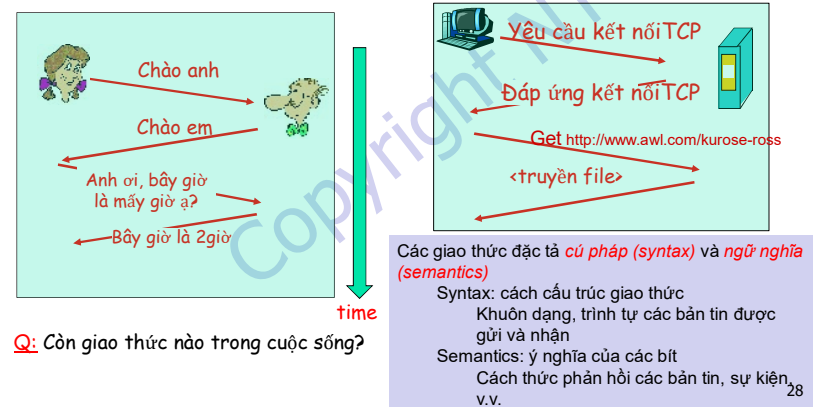 Chào anh
Chào em
Anh ơi, bây giờ
là mấy giờ ạ?
Bây giờ là 2giờ
time
Q: Còn giao thức nào trong cuộc sống?
Yêu cầu kết nốiTCP
Đáp ứng kết nốiTCP
Get http://www.awl.com/kurose-ross
<truyền file>
Các giao thức đặc tả cú pháp (syntax) và ngữ nghĩa
(semantics)
Syntax: cách cấu trúc giao thức
Khuôn dạng, trình tự các bản tin được
gửi và nhận
Semantics: ý nghĩa của các bít
Cách thức phản hồi các bản tin, sự kiện,
v.v.
28
Copyright N